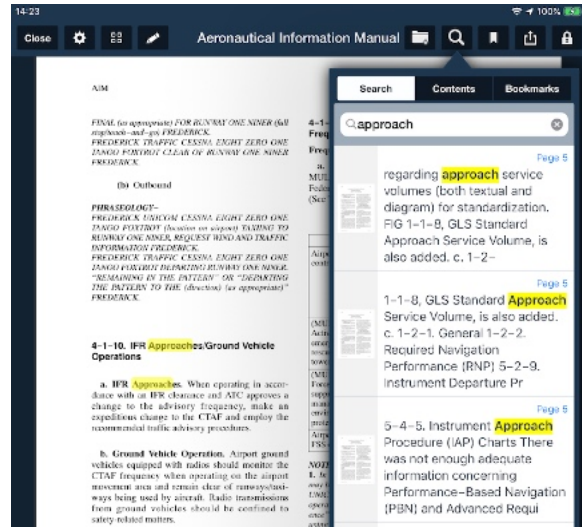 14:23
100%
Close
Aeronautical Information Manual
AIM
FINAL (as appropriate) FOR RUNWAY ONE NINER (full
stop/touch-and-go) FREDERICK.
FREDERICK TRAFFIC CESSNA EIGHT ZERO ONE
TANGO FOXTROT CLEAR OF RUNWAY ONE NINER
FREDERICK.
(b) Outbound
PHRASEOLOGY-
FREDERICK UNICOM CESSNA EIGHT ZERO ONE
TANGO FOXTROT (location on airport) TAXIING TO
RUNWAY ONE NINER, REQUEST WIND AND TRAFFIC
INFORMATION FREDERICK.
FREDERICK TRAFFIC CESSNA EIGHT ZERO ONE
TANGO FOXTROT DEPARTING RUNWAY ONE NINER.
"REMAINING IN THE PATTERN" OR "DEPARTING
THE PATTERN TO THE (direction) (as appropriate)"
FREDERICK.
4-1-10. IFR Approaches/Ground Vehicle
Operations
a. IFR Approaches. When operating in accor-
dance with an IFR clearance and ATC approves a
change to the advisory frequency, make an
expeditious change to the CTAF and employ the
recommended traffic advisory procedures.
b. Ground Vehicle Operation. Airport ground
vehicles equipped with radios should monitor the
CTAF frequency when operating on the airport
movement area and remain clear of runways/taxi-
ways being used by aircraft. Radio transmissions
from ground vehicles should be confined to
safety-related matters.
Search
Contents
Bookmarks
approach
Page 5
regarding approach service
volumes (both textual and
diagram) for standardization.
FIG 1-1-8, GLS Standard
Approach Service Volume, is
also added. c. 1-2-
Page 5
1-1-8, GLS Standard Approach
Service Volume, is also added.
c. 1-2-1. General 1-2-2.
Required Navigation
Performance (RNP) 5-2-9.
Instrument Departure Pr
Page 5
5-4-5. Instrument Approach
Procedure (IAP) Charts There
was not enough adequate
information concerning
Performance-Based Navigation
(PBN) and Advanced Requi